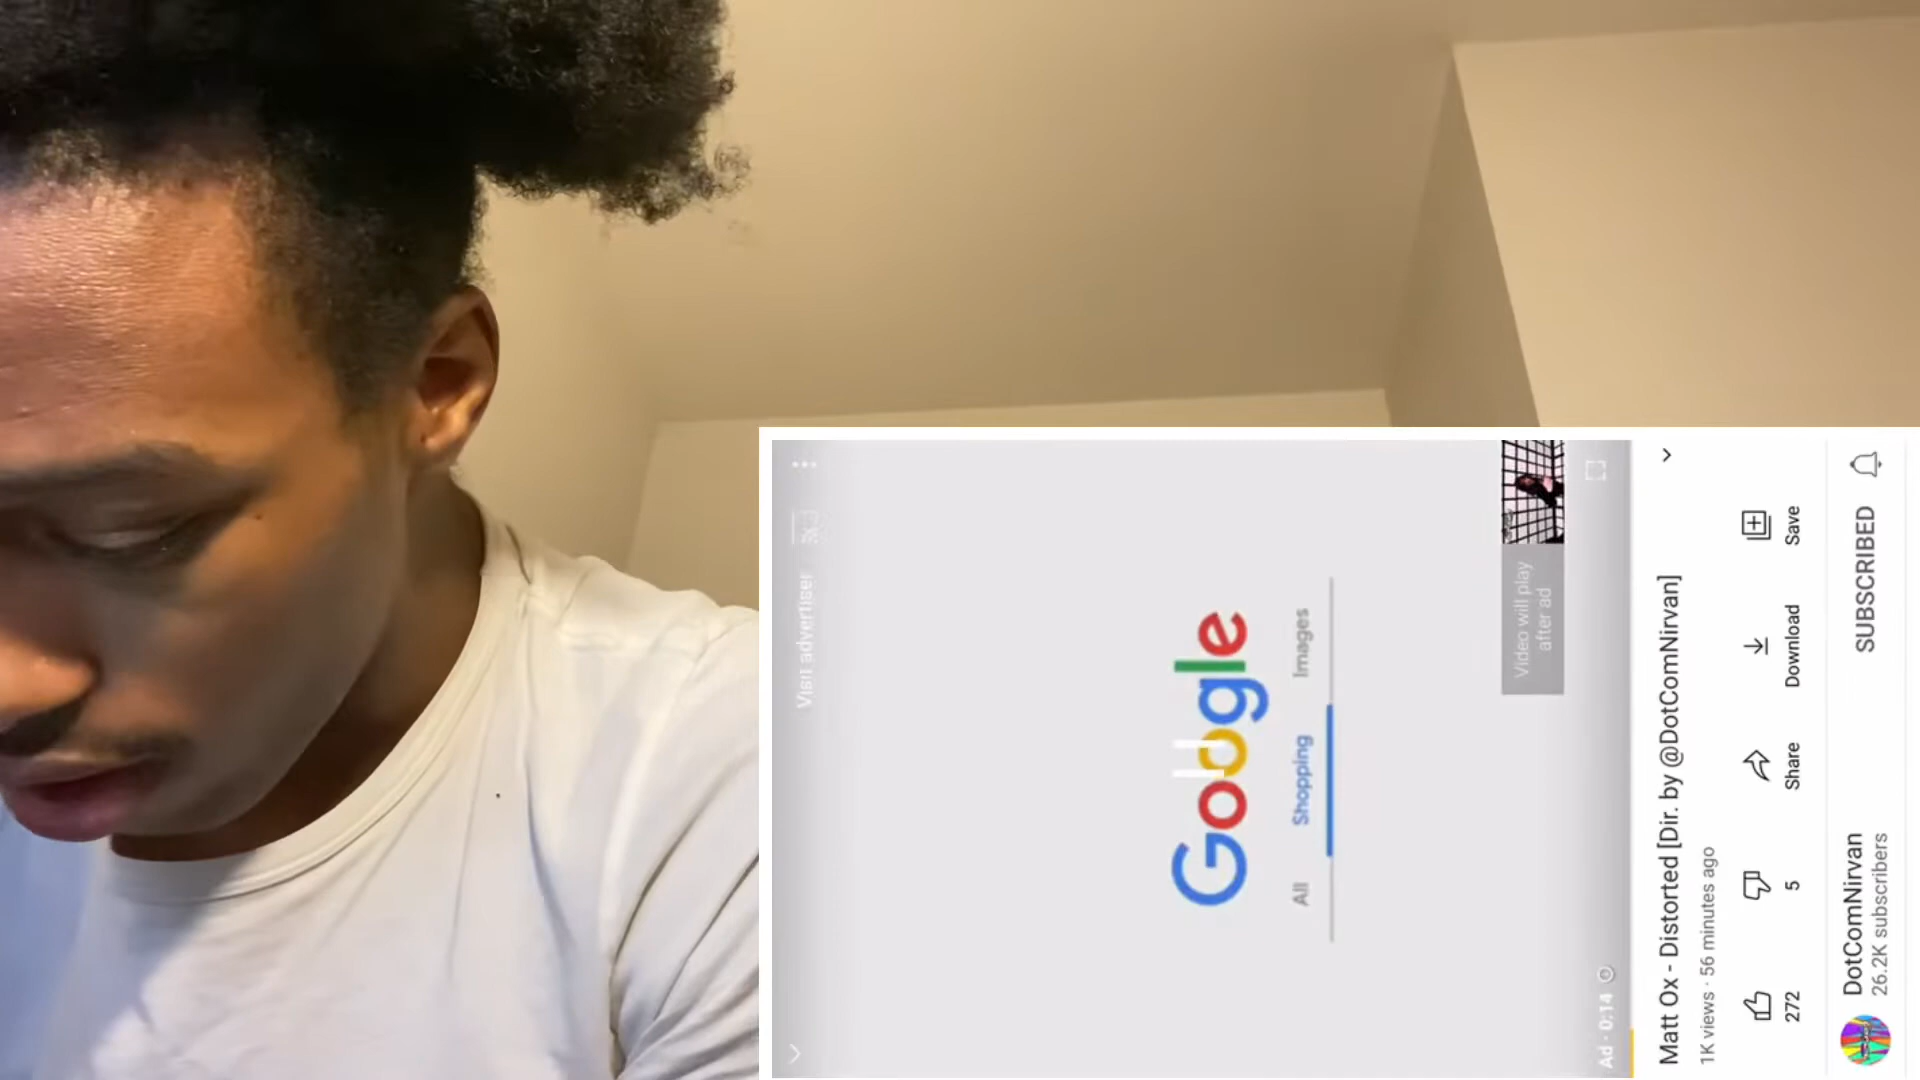 Visit advertiser
Google
All Shopping Images
Video will play
after ad
Ad · 0:14
Matt Ox - Distorted [Dir. by @DotComNirvan]
1K views · 56 minutes ago
272 5 Share Download Save
DotComNirvan
26.2K subscribers
SUBSCRIBED